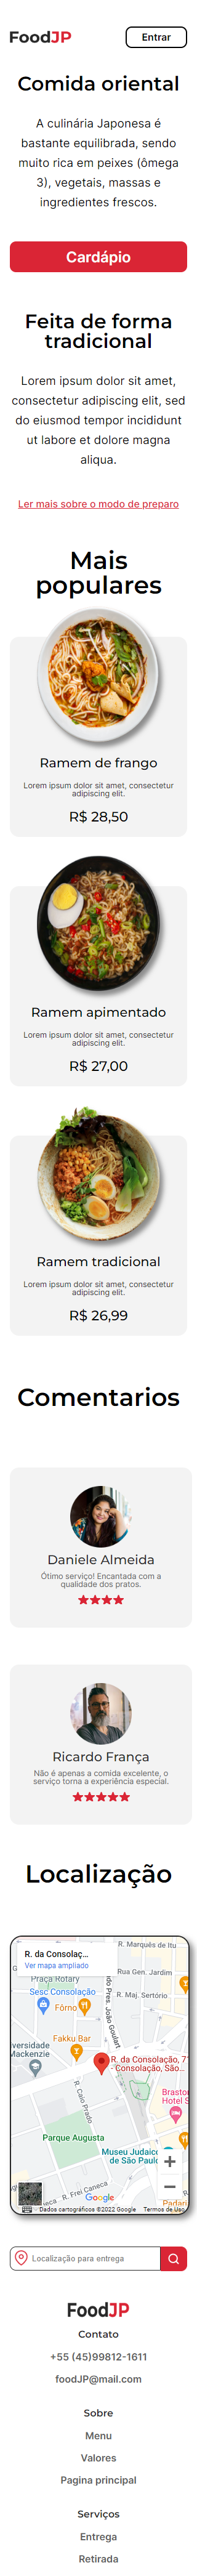 FoodJP
Entrar
Comida oriental
A culinária Japonesa é
bastante equilibrada, sendo
muito rica em peixes (ômega
3), vegetais, massas e
ingredientes frescos.
Cardápio
Feita de forma
tradicional
Lorem ipsum dolor sit amet,
consectetur adipiscing elit, sed
do eiusmod tempor incididunt
ut labore et dolore magna
aliqua.
Ler mais sobre o modo de preparo
Mais
populares
Ramem de frango
Lorem ipsum dolor sit amet, consectetur
adipiscing elit.
R$ 28,50
Ramem apimentado
Lorem ipsum dolor sit amet, consectetur
adipiscing elit.
R$ 27,00
Ramem tradicional
Lorem ipsum dolor sit amet, consectetur
adipiscing elit.
R$ 26,99
Comentarios
Daniele Almeida
Ótimo serviço! Encantada com a
qualidade dos pratos.
Ricardo França
Não é apenas a comida excelente, o
serviço torna a experiência especial.
Localização
R. Marquês de Itu
R. da Consolaç...
Ver mapa ampliado
Rua Gen. Jardim
Praça Rotary
Sesc Consolação
R. Maj. Sertório
Fôrno
ndo Pres. João Goulart
Fakku Bar
versidade
Mackenzie
R. da Consolação, 7
Consolação, São...
R. Caio Prado
Brasto
Hotel S
Parque Augusta
Museu Judaico
de São Paulo
R. Frei Caneca
Google
Padari
Dados cartográficos ©2022 Google
Termos de Uso
Localização para entrega
FoodJP
Contato
+55 (45)99812-1611
foodJP@mail.com
Sobre
Menu
Valores
Pagina principal
Serviços
Entrega
Retirada